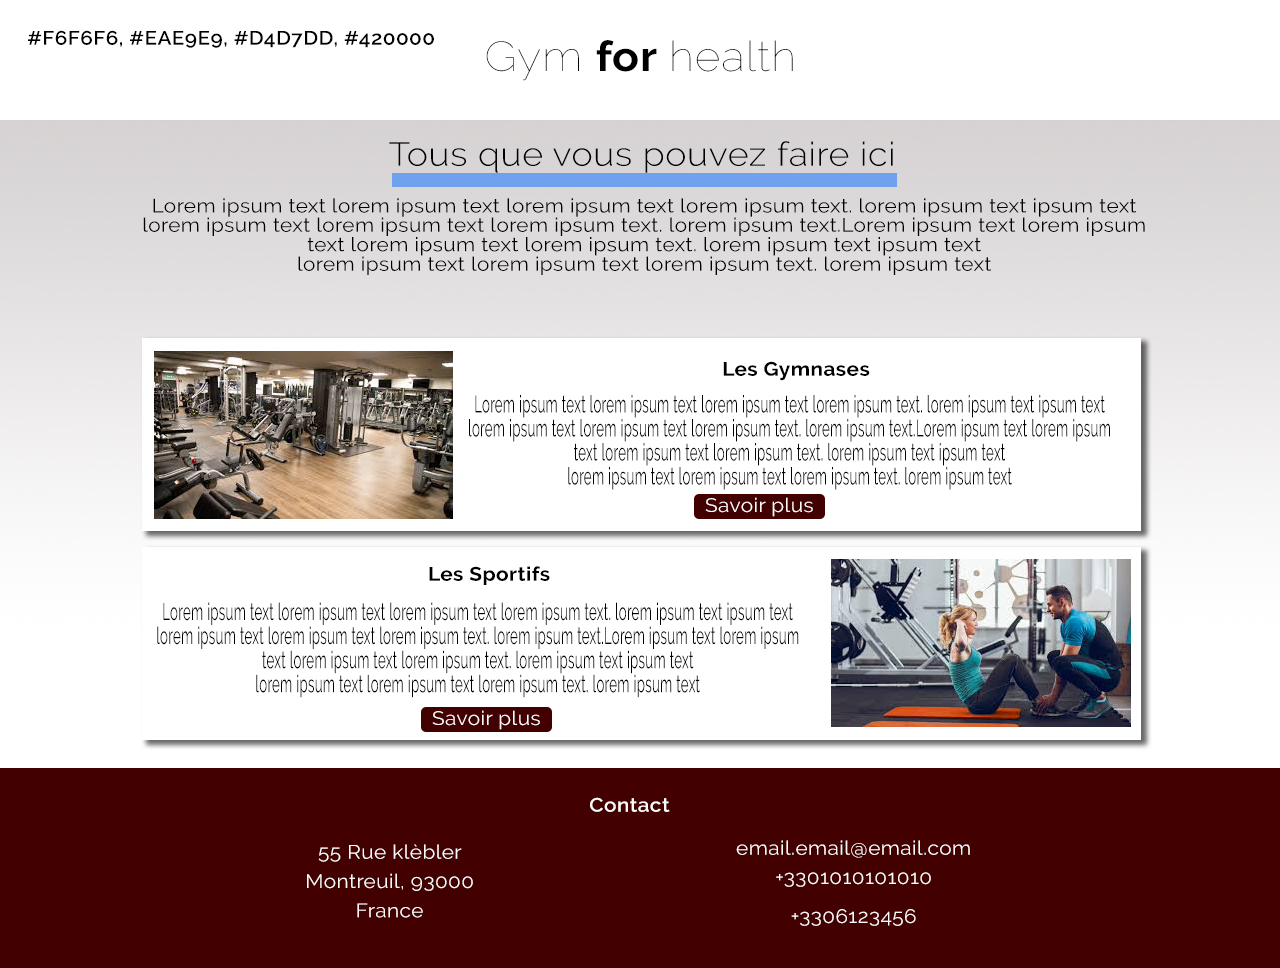 #F6F6F6, #EAE9E9, #D4D7DD, #420000
Gym for health
Tous que vous pouvez faire ici
Lorem ipsum text lorem ipsum text lorem ipsum text lorem ipsum text. lorem ipsum text ipsum text
lorem ipsum text lorem ipsum text lorem ipsum text. lorem ipsum text.Lorem ipsum text lorem ipsum
text lorem ipsum text lorem ipsum text. lorem ipsum text ipsum text
lorem ipsum text lorem ipsum text lorem ipsum text. lorem ipsum text
Les Gymnases
Lorem ipsum text lorem ipsum text lorem ipsum text lorem ipsum text. lorem ipsum text ipsum text
lorem ipsum text lorem ipsum text lorem ipsum text. lorem ipsum text.Lorem ipsum text lorem ipsum
text lorem ipsum text lorem ipsum text. lorem ipsum text ipsum text
lorem ipsum text lorem ipsum text lorem ipsum text. lorem ipsum text
Savoir plus
Les Sportifs
Lorem ipsum text lorem ipsum text lorem ipsum text lorem ipsum text. lorem ipsum text ipsum text
lorem ipsum text lorem ipsum text lorem ipsum text. lorem ipsum text.Lorem ipsum text lorem ipsum
text lorem ipsum text lorem ipsum text. lorem ipsum text ipsum text
lorem ipsum text lorem ipsum text lorem ipsum text. lorem ipsum text
Savoir plus
Contact
55 Rue klèbler
Montreuil, 93000
France
email.email@email.com
+3301010101010
+3306123456